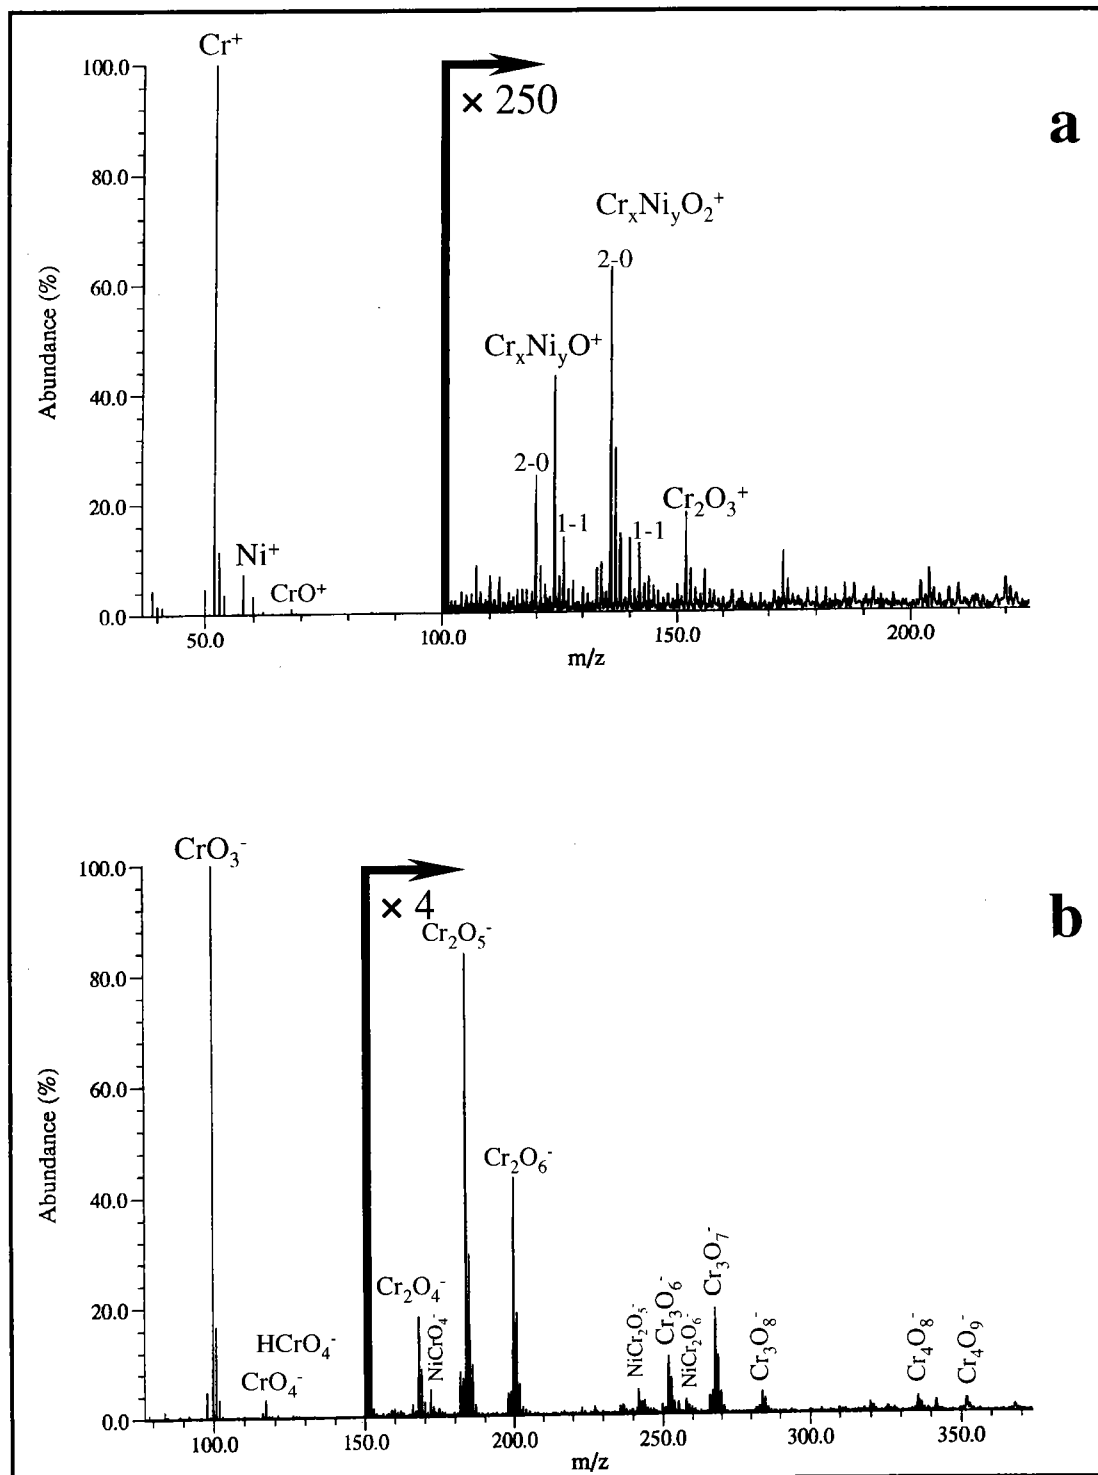 Cr⁺
100.0
× 250
a
80.0
CrₓNiᵧO₂⁺
2-0
60.0
Abundance (%)
CrₓNiᵧO⁺
40.0
2-0
Cr₂O₃⁺
20.0
1-1
1-1
Ni⁺
CrO⁺
0.0
50.0
100.0
150.0
200.0
m/z
CrO₃⁻
100.0
× 4
b
Cr₂O₅⁻
80.0
60.0
Abundance (%)
Cr₂O₆⁻
40.0
Cr₃O₇⁻
Cr₂O₄⁻
20.0
NiCrO₄⁻
NiCr₂O₅⁻
Cr₃O₆⁻
NiCr₂O₆⁻
Cr₃O₈⁻
Cr₄O₈⁻
Cr₄O₉⁻
HCrO₄⁻
CrO₄⁻
0.0
100.0
150.0
200.0
250.0
300.0
350.0
m/z